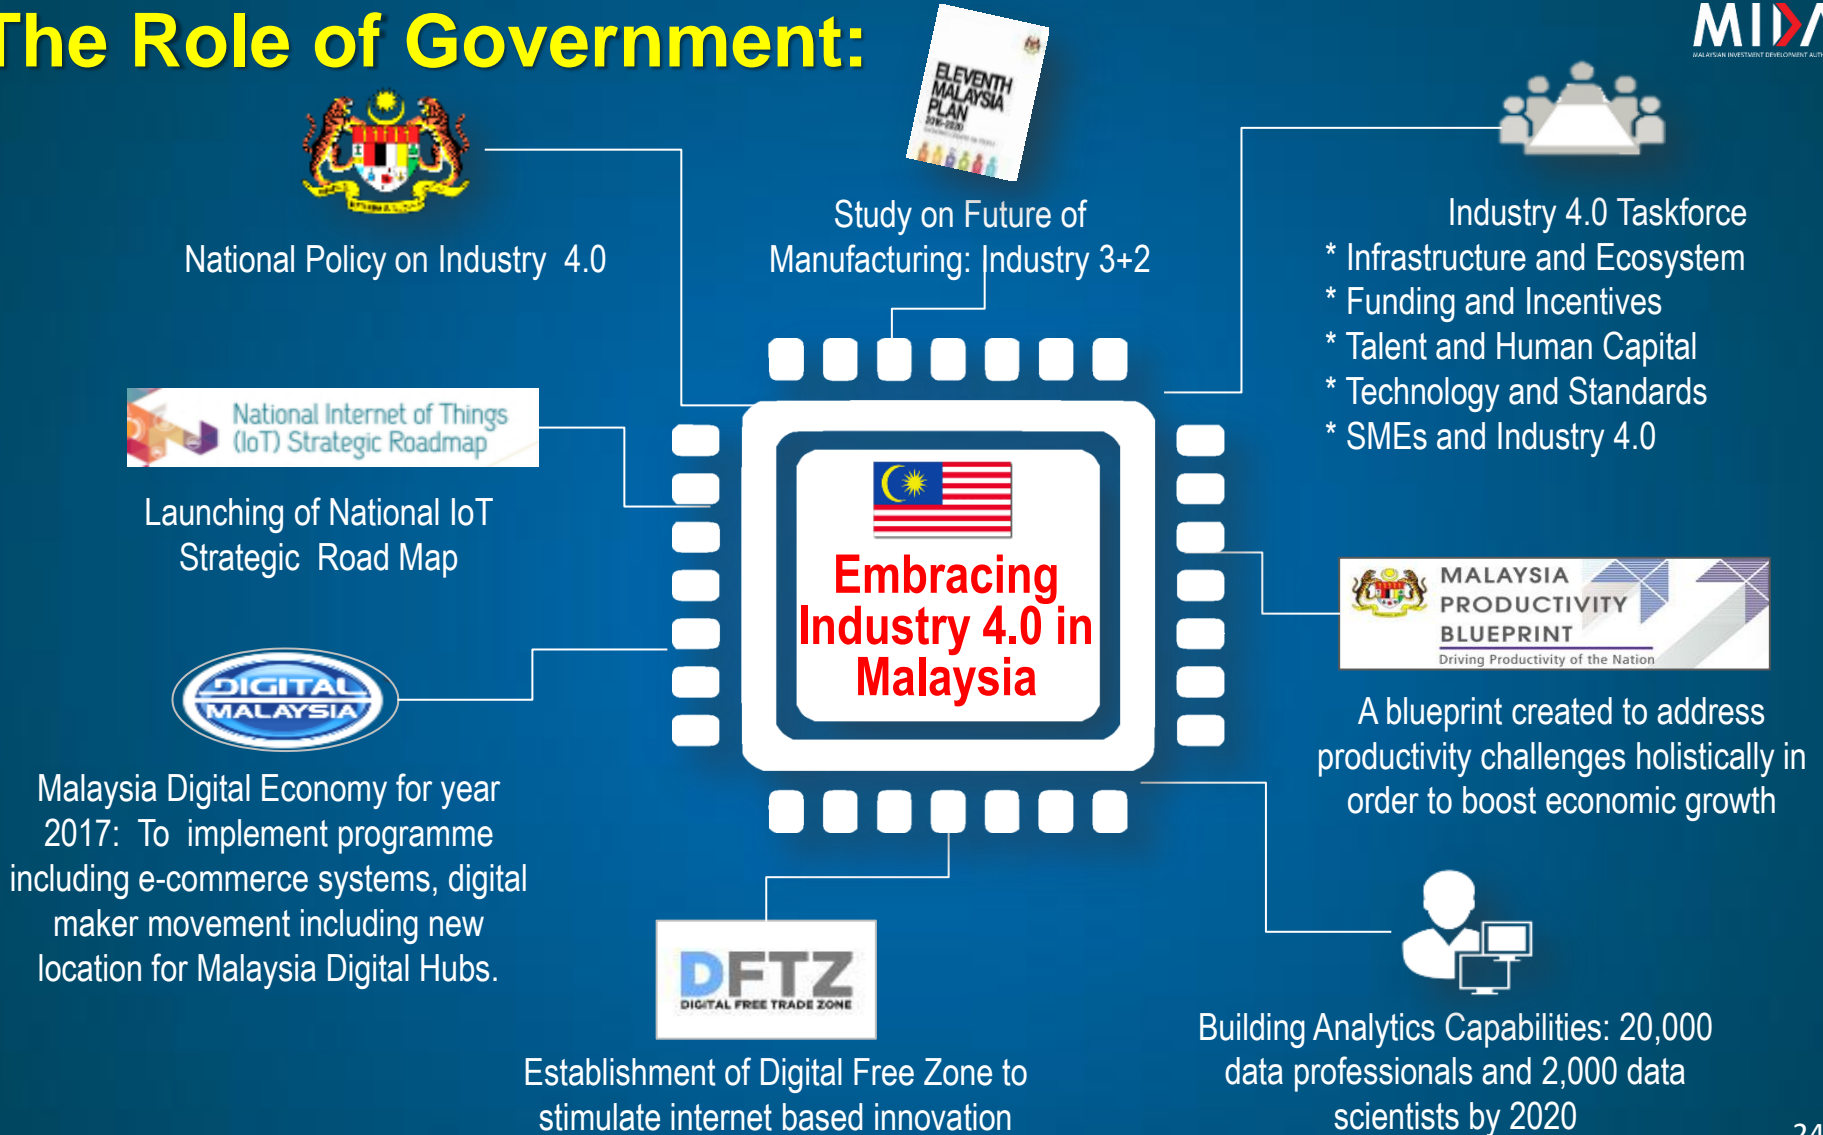 The Role of Government:
MIDA
MALAYSIAN INVESTMENT DEVELOPMENT AUTH
ELEVENTH
MALAYSIA
PLAN
2016-2020
National Policy on Industry 4.0
Study on Future of
Manufacturing: Industry 3+2
Industry 4.0 Taskforce
* Infrastructure and Ecosystem
* Funding and Incentives
* Talent and Human Capital
* Technology and Standards
* SMEs and Industry 4.0
National Internet of Things
(IoT) Strategic Roadmap
Launching of National IoT
Strategic Road Map
Embracing
Industry 4.0 in
Malaysia
MALAYSIA
PRODUCTIVITY
BLUEPRINT
Driving Productivity of the Nation
A blueprint created to address
productivity challenges holistically in
order to boost economic growth
DIGITAL
MALAYSIA
Malaysia Digital Economy for year
2017: To implement programme
including e-commerce systems, digital
maker movement including new
location for Malaysia Digital Hubs.
DFTZ
DIGITAL FREE TRADE ZONE
Establishment of Digital Free Zone to
stimulate internet based innovation
Building Analytics Capabilities: 20,000
data professionals and 2,000 data
scientists by 2020
24